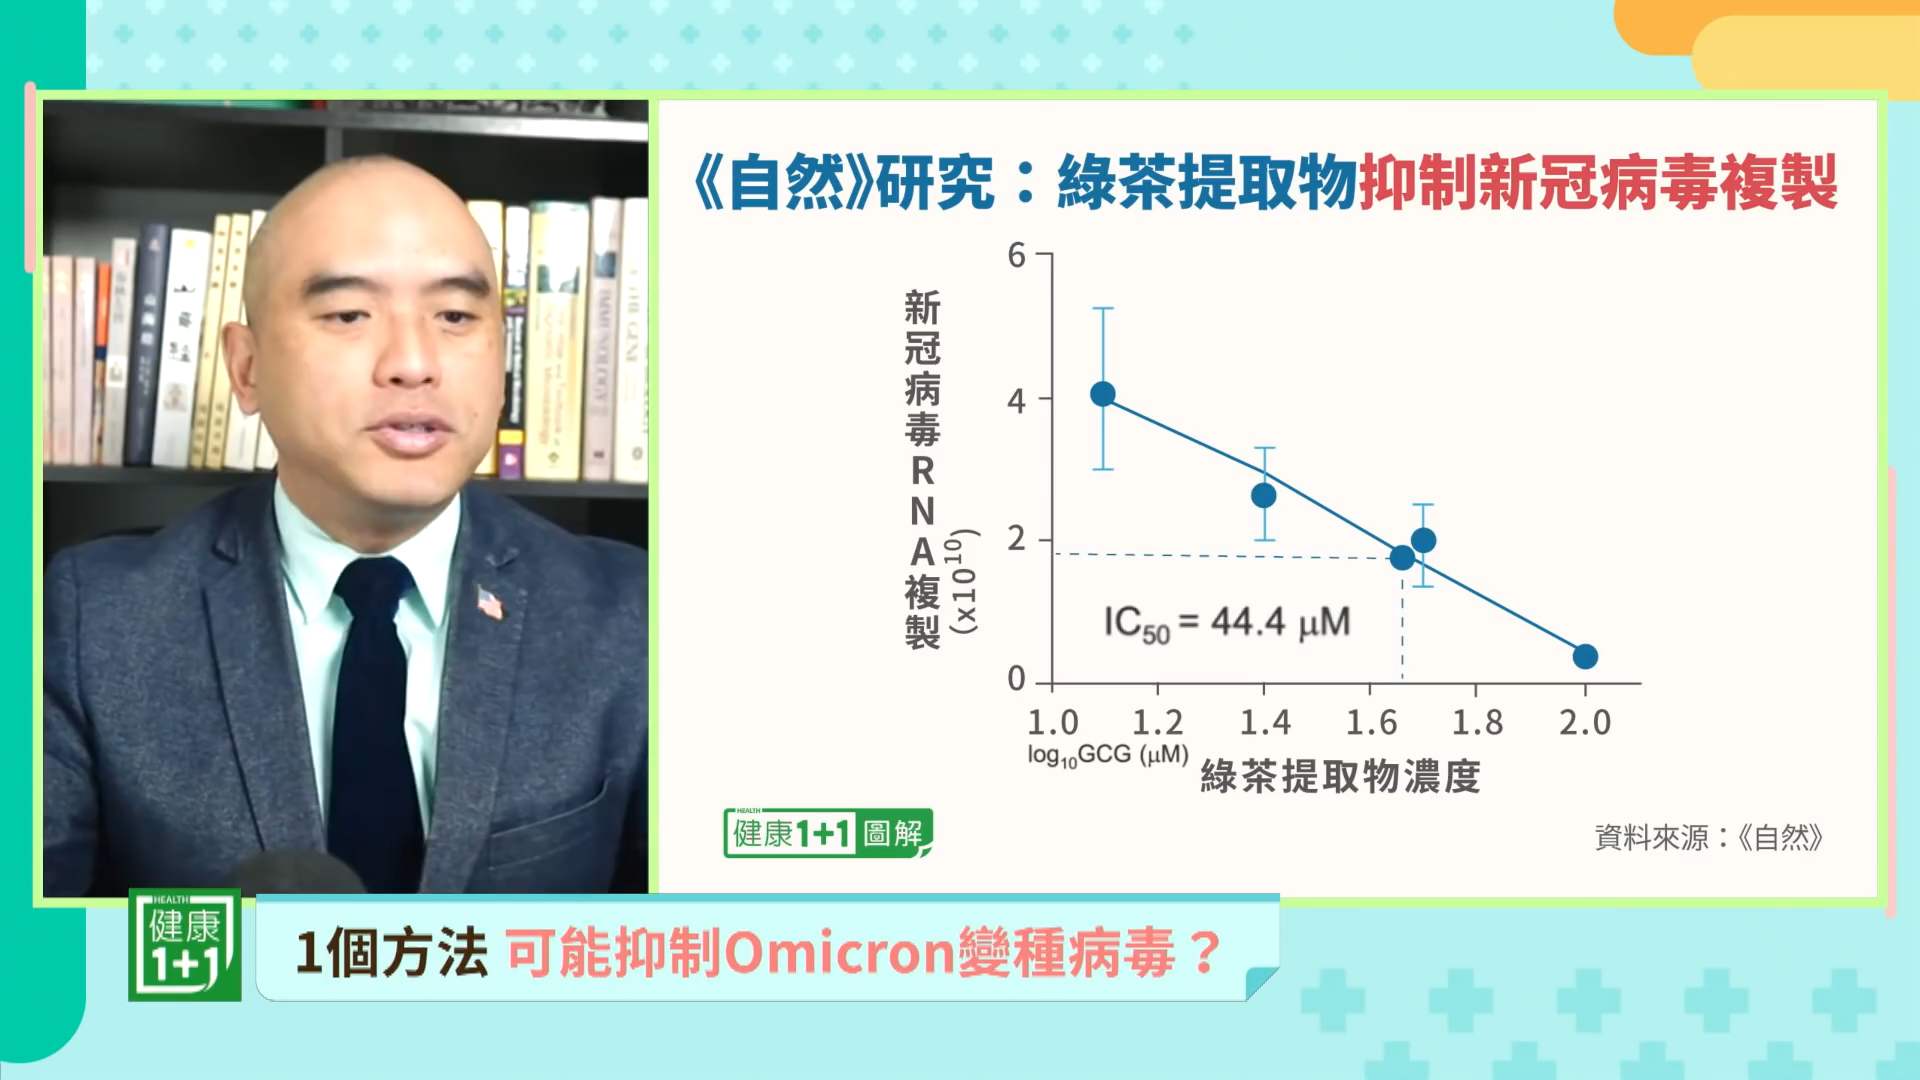 《自然》研究：綠茶提取物抑制新冠病毒複製
新冠病毒RNA複製
(x10¹⁰)
6
4
2
0
IC₅₀ = 44.4 μM
1.0 1.2 1.4 1.6 1.8 2.0
log₁₀GCG (μM)
綠茶提取物濃度
HEALTH
健康1+1圖解
資料來源：《自然》
IMMUNOLOGY
HEALTH
健康
1+1
1個方法 可能抑制Omicron變種病毒？